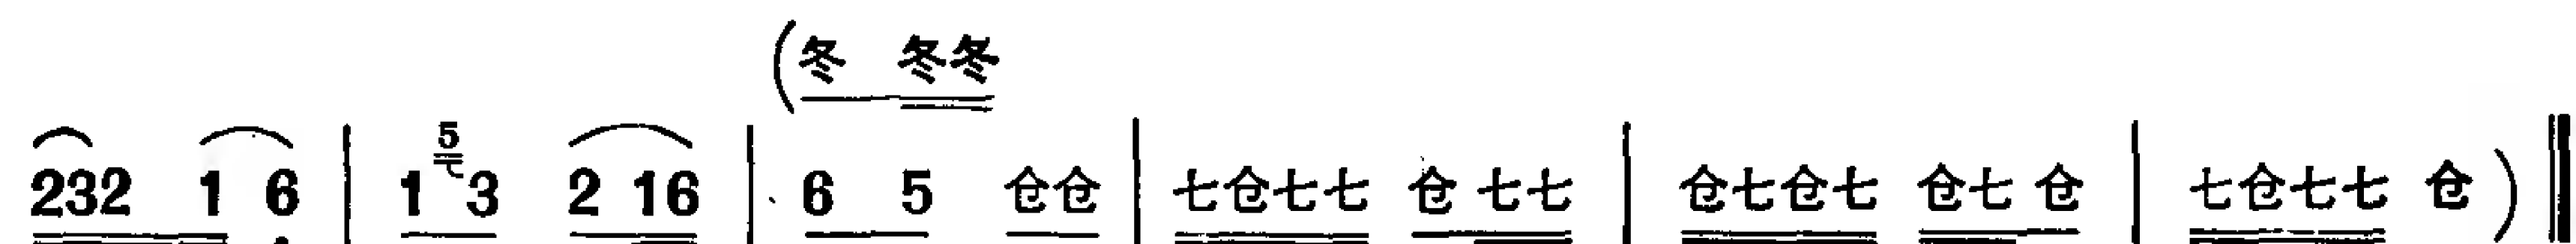 (冬 冬冬
232 1 6 | 1 5 3 2 16 | 6 5 仓仓 | 七仓七七 仓 七七 | 仓七仓七 仓七 仓 | 七仓七七 仓 ) ‖